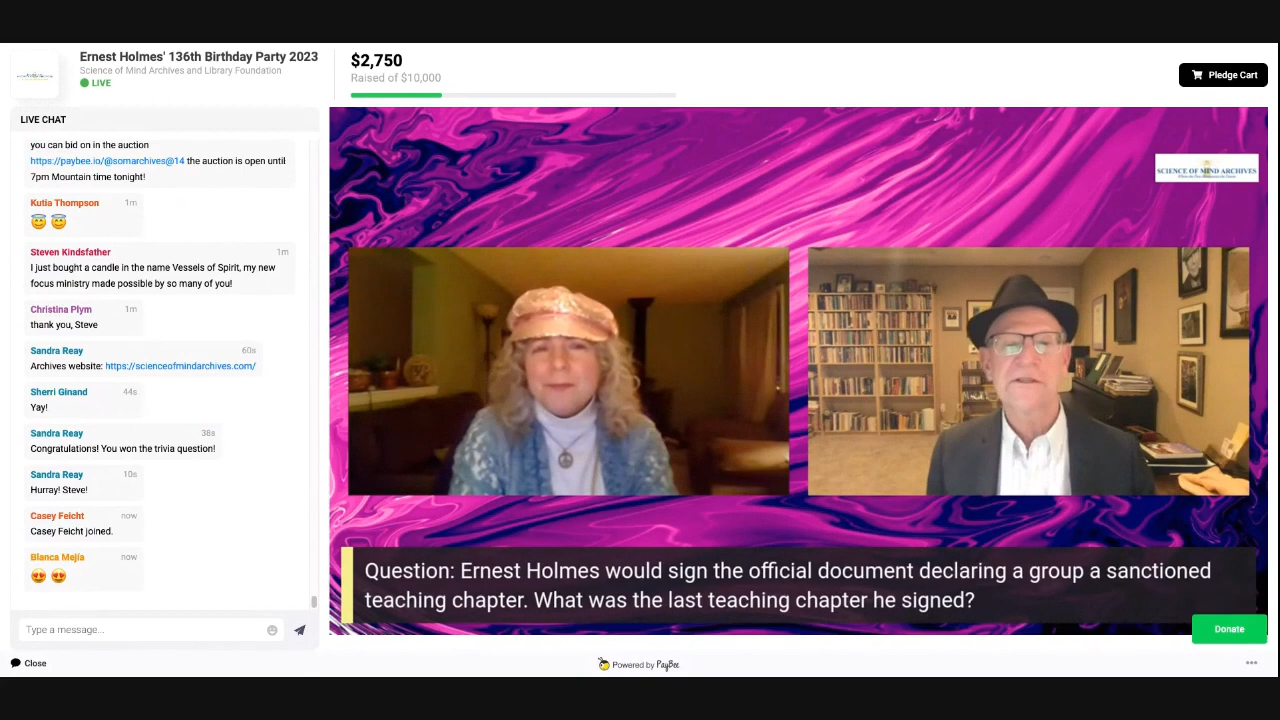 Ernest Holmes' 136th Birthday Party 2023
Science of Mind Archives and Library Foundation
LIVE
$2,750
Raised of $10,000
Pledge Cart
LIVE CHAT
you can bid on in the auction
https://paybee.io/@somarchives@14 the auction is open until
7pm Mountain time tonight!
Kutia Thompson 1m
Steven Kindsfather 1m
I just bought a candle in the name Vessels of Spirit, my new
focus ministry made possible by so many of you!
Christina Plym 1m
thank you, Steve
Sandra Reay 60s
Archives website: https://scienceofmindarchives.com/
Sherri Ginand 44s
Yay!
Sandra Reay 38s
Congratulations! You won the trivia question!
Sandra Reay 10s
Hurray! Steve!
Casey Feicht now
Casey Feicht joined.
Blanca Mejía now
Type a message...
Close
SCIENCE OF MIND ARCHIVES
Question: Ernest Holmes would sign the official document declaring a group a sanctioned
teaching chapter. What was the last teaching chapter he signed?
Donate
Powered by PayBee